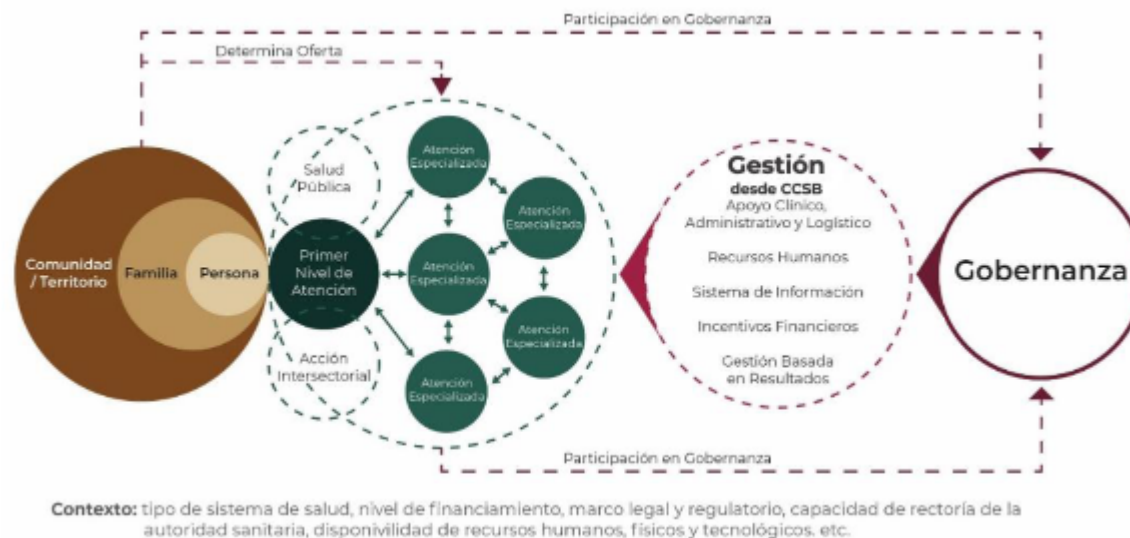 Participación en Gobernanza
Determina Oferta
Comunidad
/ Territorio
Familia
Persona
Salud
Pública
Primer
Nivel de
Atención
Acción
Intersectorial
Atención
Especializada
Atención
Especializada
Atención
Especializada
Atención
Especializada
Atención
Especializada
Gestión
desde CCSB
Apoyo Clínico,
Administrativo y Logístico
Recursos Humanos
Sistema de Información
Incentivos Financieros
Gestión Basada
en Resultados
Gobernanza
Participación en Gobernanza
Contexto: tipo de sistema de salud, nivel de financiamiento, marco legal y regulatorio, capacidad de rectoría de la
autoridad sanitaria, disponivilidad de recursos humanos, físicos y tecnológicos. etc.